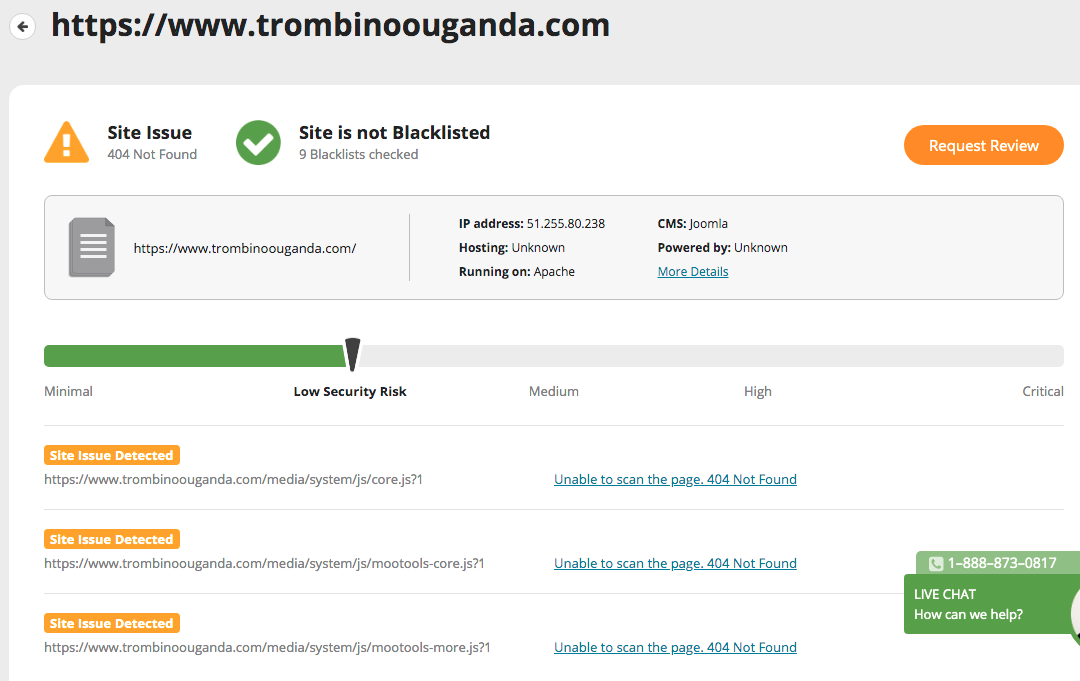 https://www.trombinoouganda.com
Site Issue
404 Not Found
Site is not Blacklisted
9 Blacklists checked
Request Review
https://www.trombinoouganda.com/
IP address: 51.255.80.238
Hosting: Unknown
Running on: Apache
CMS: Joomla
Powered by: Unknown
More Details
Minimal
Low Security Risk
Medium
High
Critical
Site Issue Detected
https://www.trombinoouganda.com/media/system/js/core.js?1
Unable to scan the page. 404 Not Found
Site Issue Detected
https://www.trombinoouganda.com/media/system/js/mootools-core.js?1
Unable to scan the page. 404 Not Found
1-888-873-0817
LIVE CHAT
How can we help?
Site Issue Detected
https://www.trombinoouganda.com/media/system/js/mootools-more.js?1
Unable to scan the page. 404 Not Found